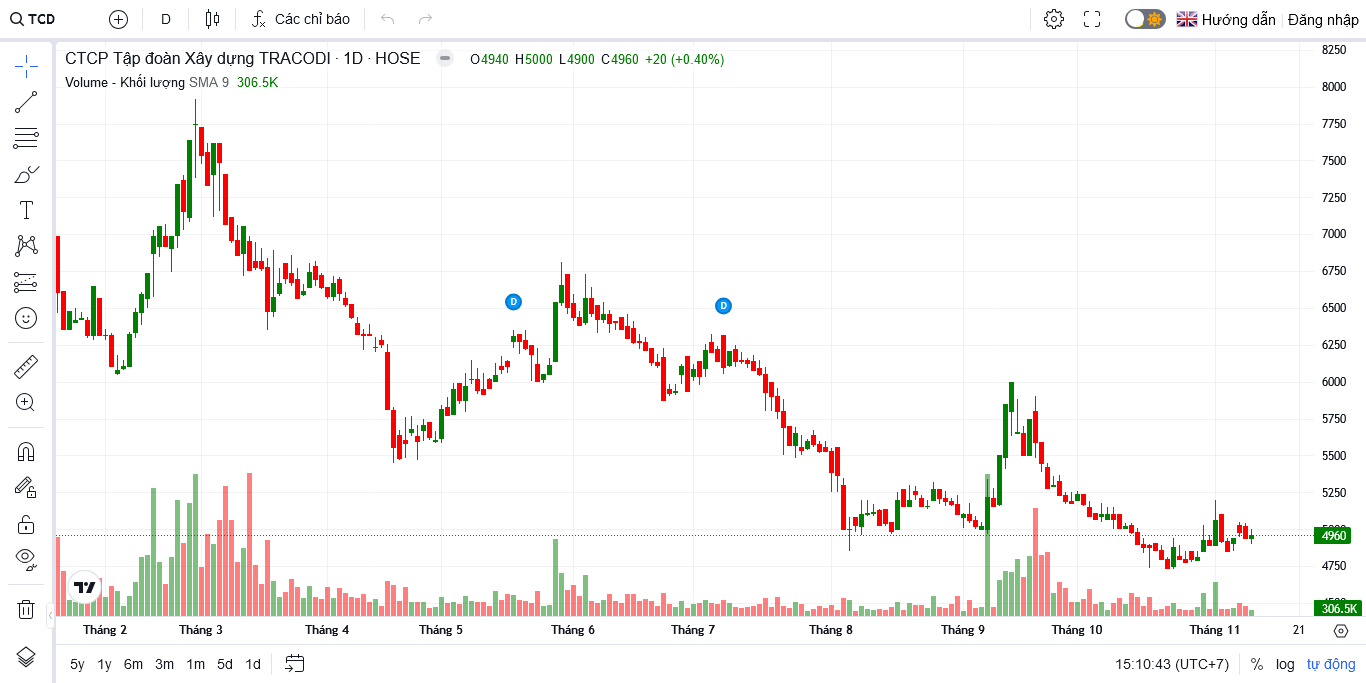 TCD D Các chỉ báo Hướng dẫn Đăng nhập
CTCP Tập đoàn Xây dựng TRACODI · 1D · HOSE O4940 H5000 L4900 C4960 +20 (+0.40%)
Volume - Khối lượng SMA 9 306.5K
D
D
8250
8000
7750
7500
7250
7000
6750
6500
6250
6000
5750
5500
5250
4960
4750
306.5K
Tháng 2 Tháng 3 Tháng 4 Tháng 5 Tháng 6 Tháng 7 Tháng 8 Tháng 9 Tháng 10 Tháng 11 21
5y 1y 6m 3m 1m 5d 1d 15:10:43 (UTC+7) % log tự động